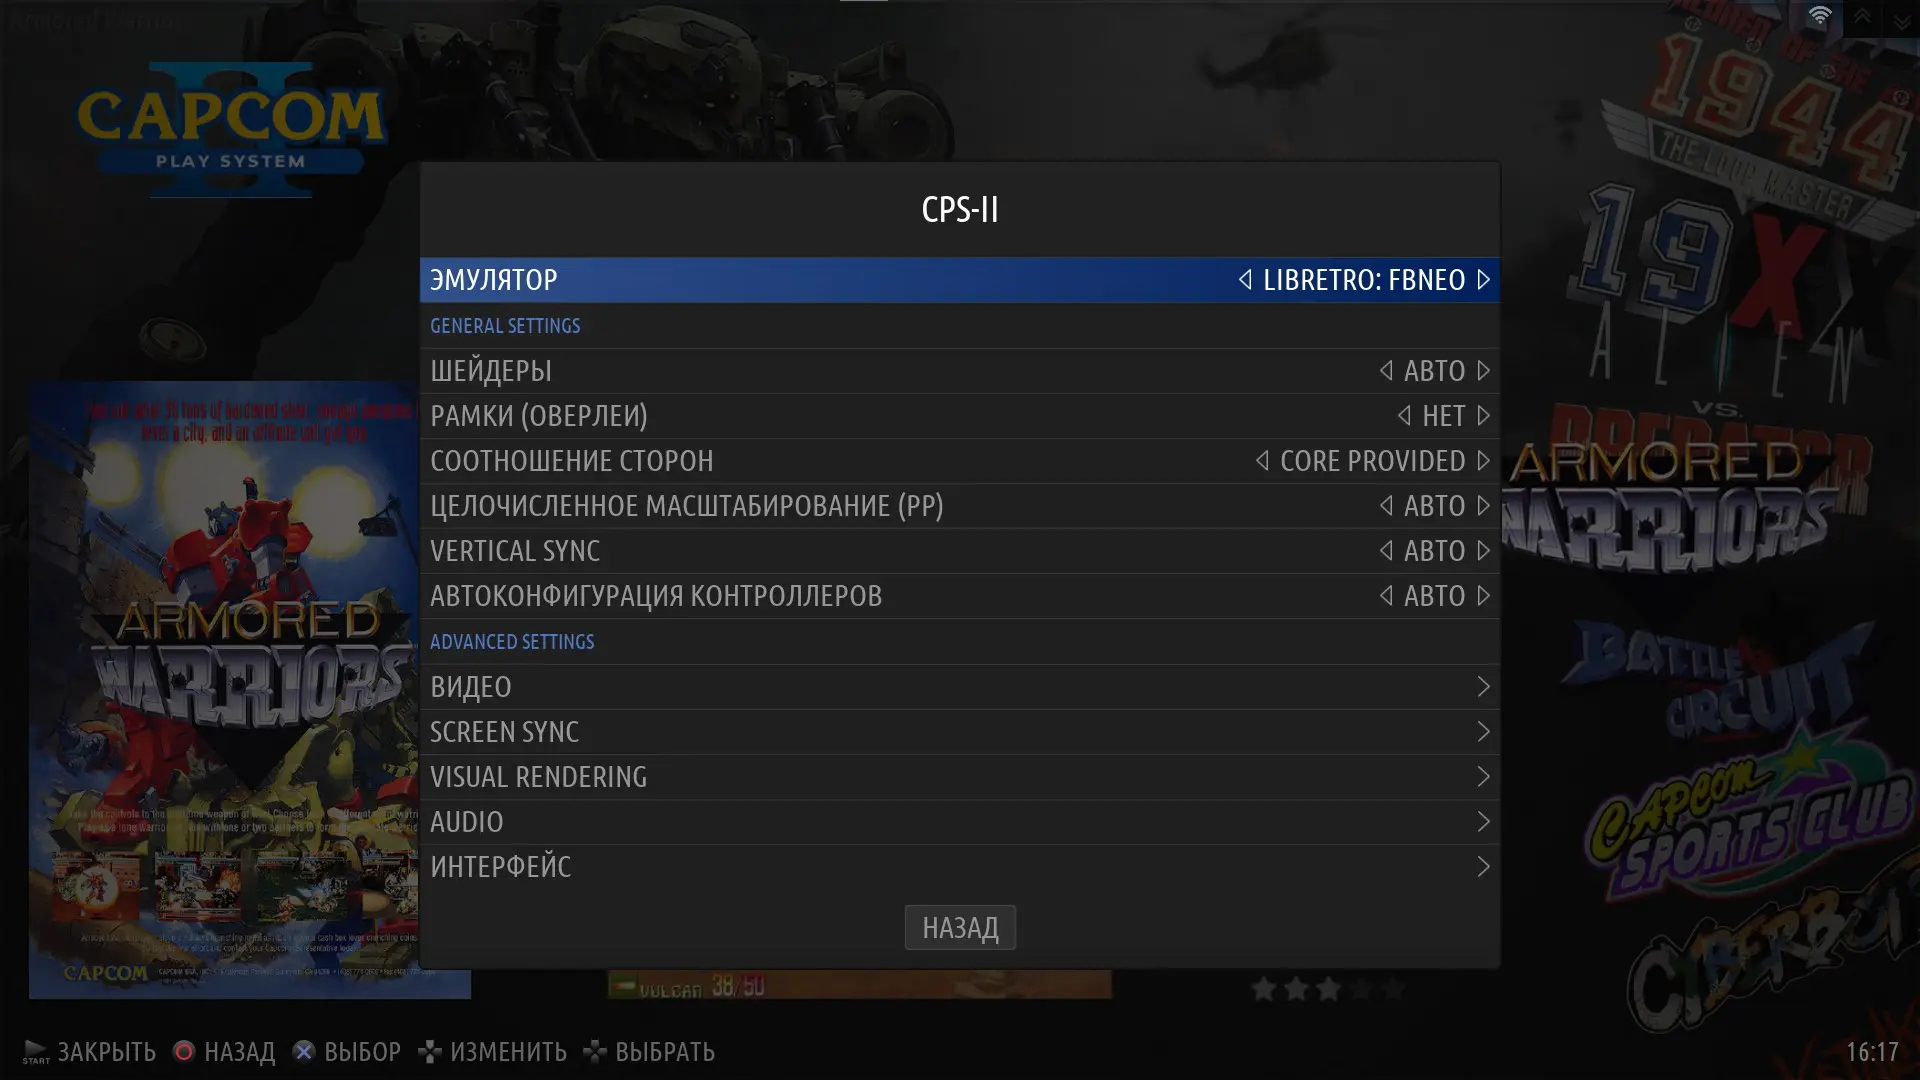 CAPCOM
II
PLAY SYSTEM
1944
THE LOOP MASTER
19XX
ALIEN
VS.
PREDATOR
ARMORED
WARRIORS
BATTLE
CIRCUIT
CAPCOM
SPORTS CLUB
CYBERBOTS
CPS-II
ЭМУЛЯТОР LIBRETRO: FBNEO
GENERAL SETTINGS
ШЕЙДЕРЫ АВТО
РАМКИ (ОВЕРЛЕИ) НЕТ
СООТНОШЕНИЕ СТОРОН CORE PROVIDED
ЦЕЛОЧИСЛЕННОЕ МАСШТАБИРОВАНИЕ (PP) АВТО
VERTICAL SYNC АВТО
АВТОКОНФИГУРАЦИЯ КОНТРОЛЛЕРОВ АВТО
ADVANCED SETTINGS
ВИДЕО
SCREEN SYNC
VISUAL RENDERING
AUDIO
ИНТЕРФЕЙС
НАЗАД
ARMORED
WARRIORS
CAPCOM
VULCAN 38/50
START ЗАКРЫТЬ НАЗАД ВЫБОР ИЗМЕНИТЬ ВЫБРАТЬ
16:17